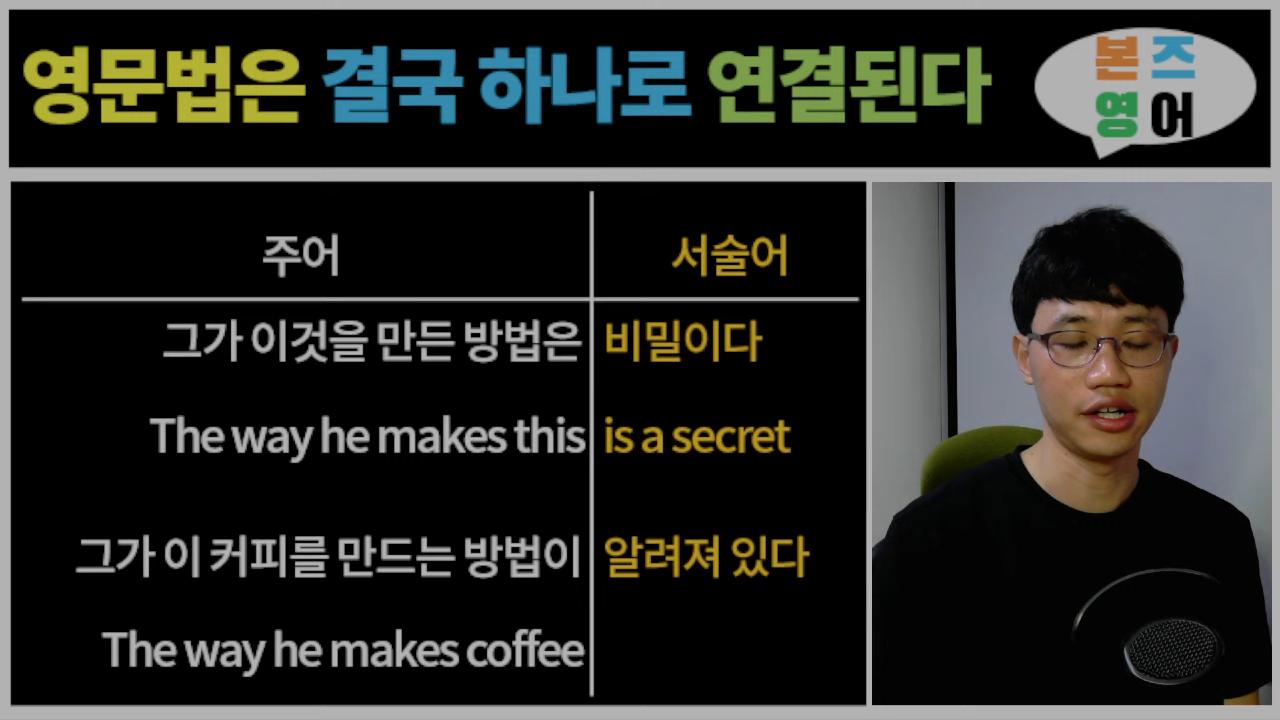 영문법은 결국 하나로 연결된다
본즈
영어
주어 서술어
그가 이것을 만든 방법은 비밀이다
The way he makes this is a secret
그가 이 커피를 만드는 방법이 알려져 있다
The way he makes coffee